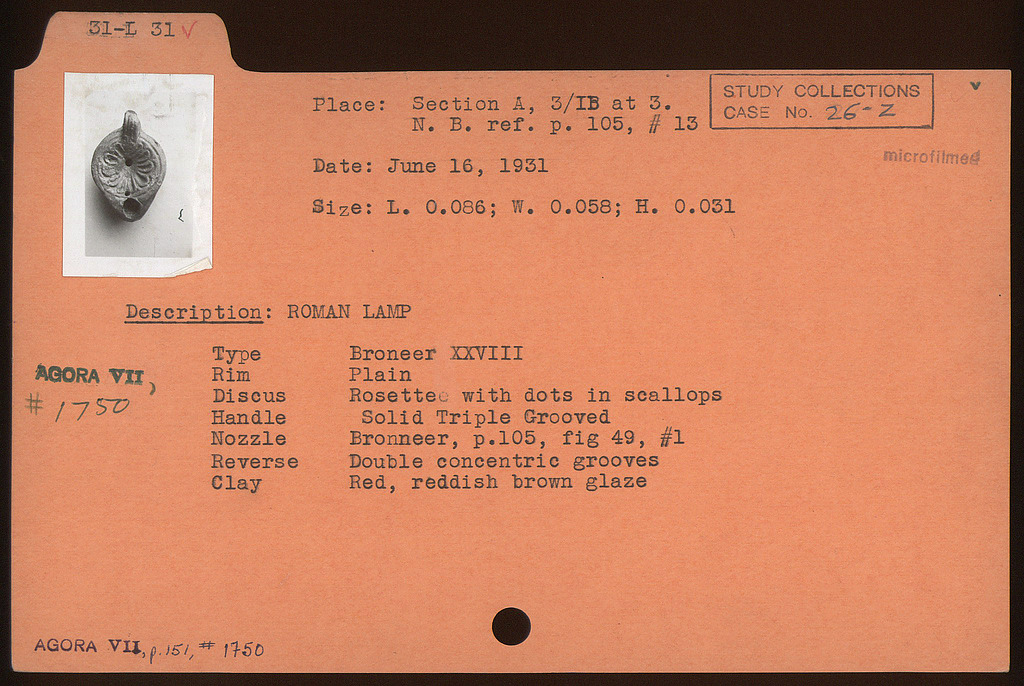 31-L 31 √
Place: Section A, 3/IB at 3.
N. B. ref. p. 105, # 13
STUDY COLLECTIONS
CASE No. 26-Z
microfilmed
Date: June 16, 1931
Size: L. 0.086; W. 0.058; H. 0.031
Description: ROMAN LAMP
Type Broneer XXVIII
Rim Plain
Discus Rosette with dots in scallops
Handle Solid Triple Grooved
Nozzle Bronneer, p.105, fig 49, #1
Reverse Double concentric grooves
Clay Red, reddish brown glaze
AGORA VII,
# 1750
AGORA VII, p.151, # 1750